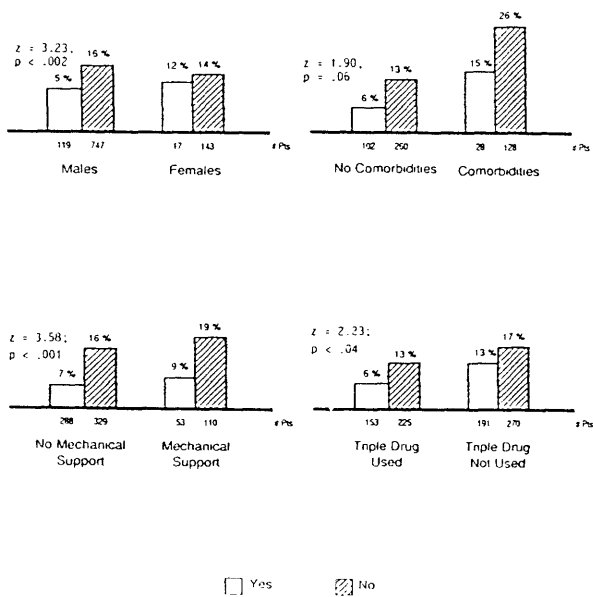 z = 3.23;
p < .002
5 %
16 %
12 %
14 %
119
747
17
143
# Pts
Males
Females
z = 1.90,
p = .06
6 %
13 %
15 %
26 %
192
250
28
128
# Pts
No Comorbidities
Comorbidities
z = 3.58;
p < .001
7 %
16 %
9 %
19 %
288
329
53
110
# Pts
No Mechanical
Support
Mechanical
Support
z = 2.23;
p < .04
6 %
13 %
13 %
17 %
153
225
191
270
# Pts
Triple Drug
Used
Triple Drug
Not Used
Yes
No